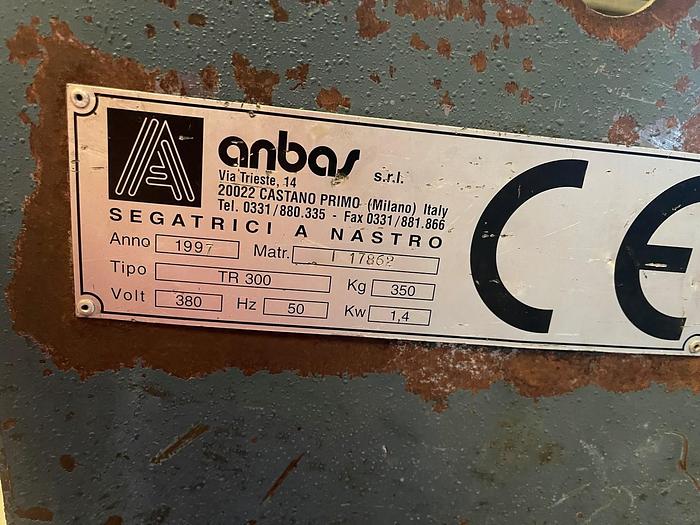 anbas s.r.l.
Via Trieste, 14
20022 CASTANO PRIMO (Milano) Italy
Tel. 0331/880.335 - Fax 0331/881.866
SEGATRICI A NASTRO
Anno 1997 Matr. I 17862
Tipo TR 300 Kg 350
Volt 380 Hz 50 Kw 1,4
CE